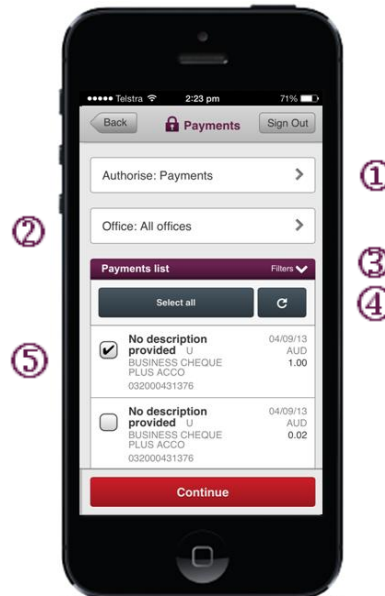 Telstra 2:23 pm 71%
Back Payments Sign Out
① Authorise: Payments
② Office: All offices
③ Payments list Filters
④ Select all
⑤ No description 04/09/13
provided U AUD
BUSINESS CHEQUE 1.00
PLUS ACCO
032000431376
No description 04/09/13
provided U AUD
BUSINESS CHEQUE 0.02
PLUS ACCO
032000431376
Continue